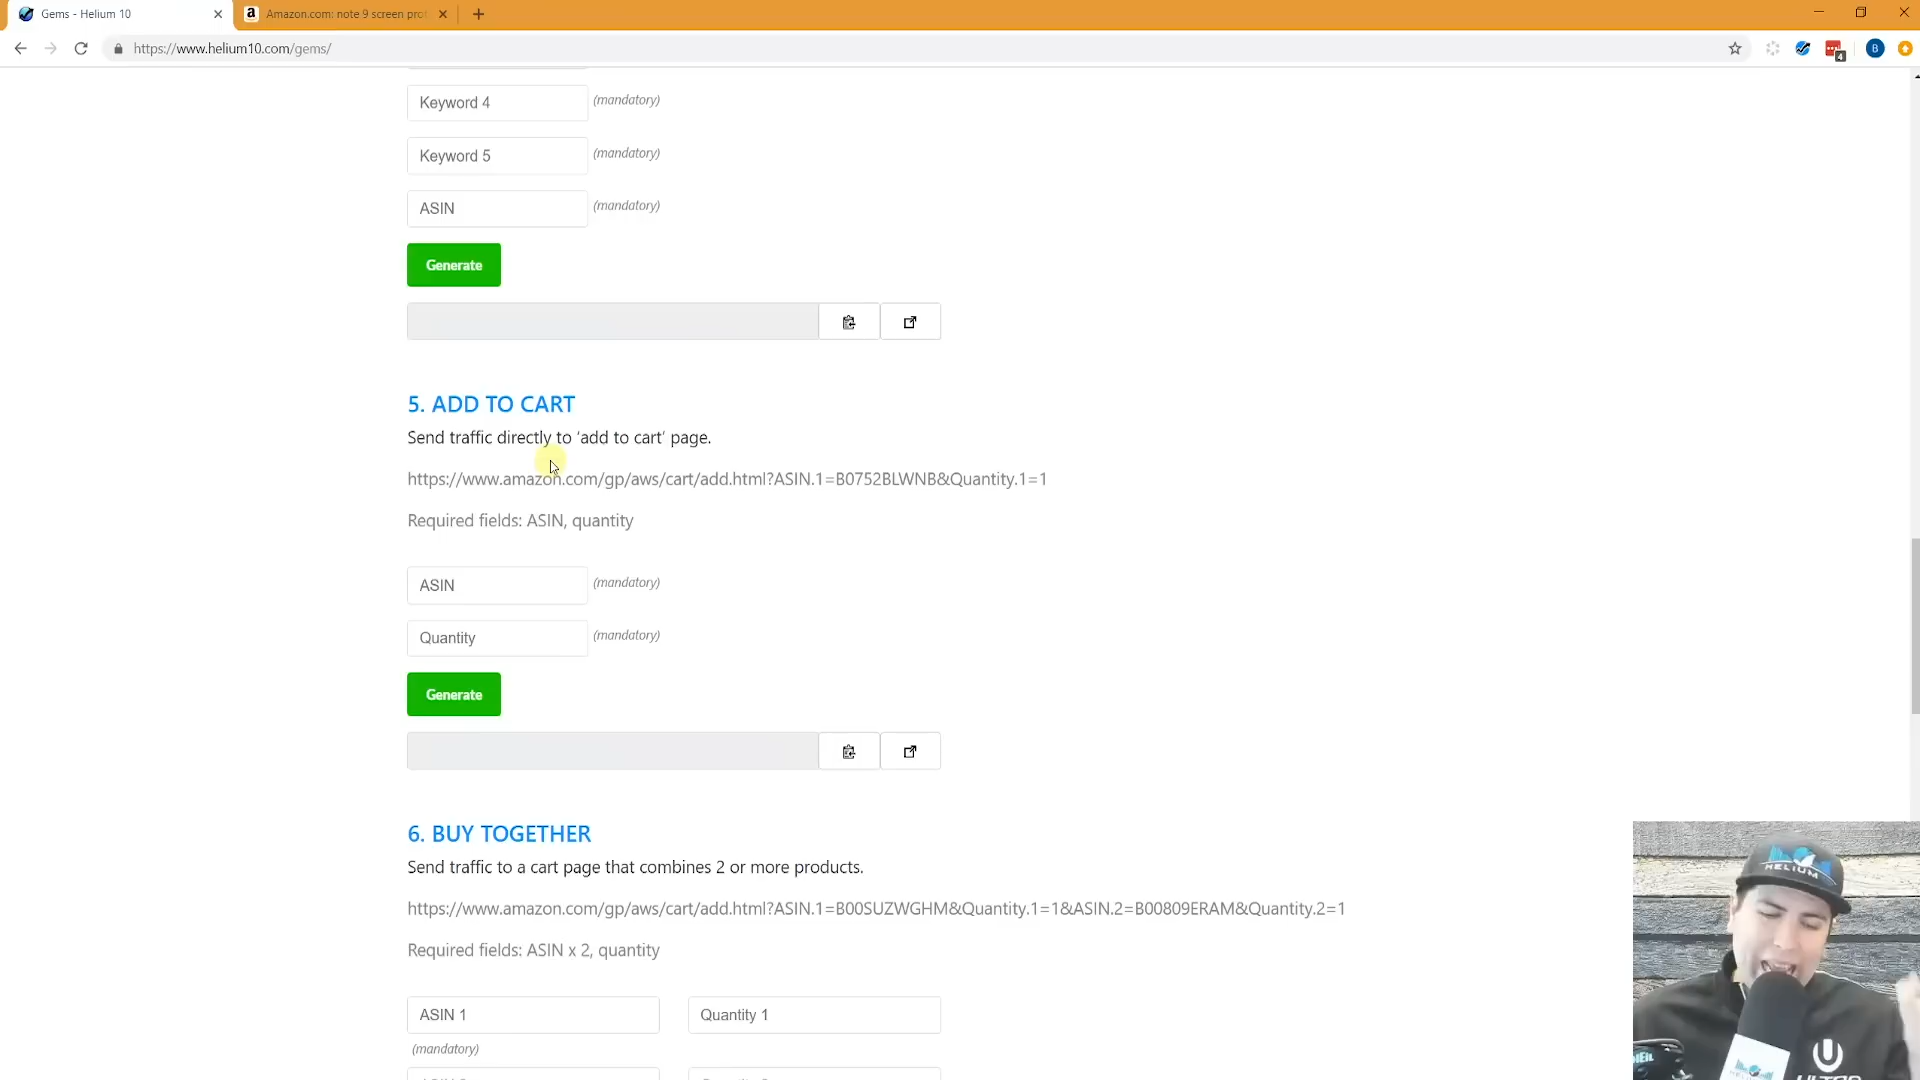 Gems - Helium 10
Amazon.com: note 9 screen prot
https://www.helium10.com/gems/
4
B
Keyword 4
(mandatory)
Keyword 5
(mandatory)
ASIN
(mandatory)
Generate
5. ADD TO CART
Send traffic directly to 'add to cart' page.
https://www.amazon.com/gp/aws/cart/add.html?ASIN.1=B0752BLWNB&Quantity.1=1
Required fields: ASIN, quantity
ASIN
(mandatory)
Quantity
(mandatory)
Generate
6. BUY TOGETHER
Send traffic to a cart page that combines 2 or more products.
https://www.amazon.com/gp/aws/cart/add.html?ASIN.1=B00SUZWGHM&Quantity.1=1&ASIN.2=B00809ERAM&Quantity.2=1
Required fields: ASIN x 2, quantity
ASIN 1
Quantity 1
(mandatory)
HELIUM